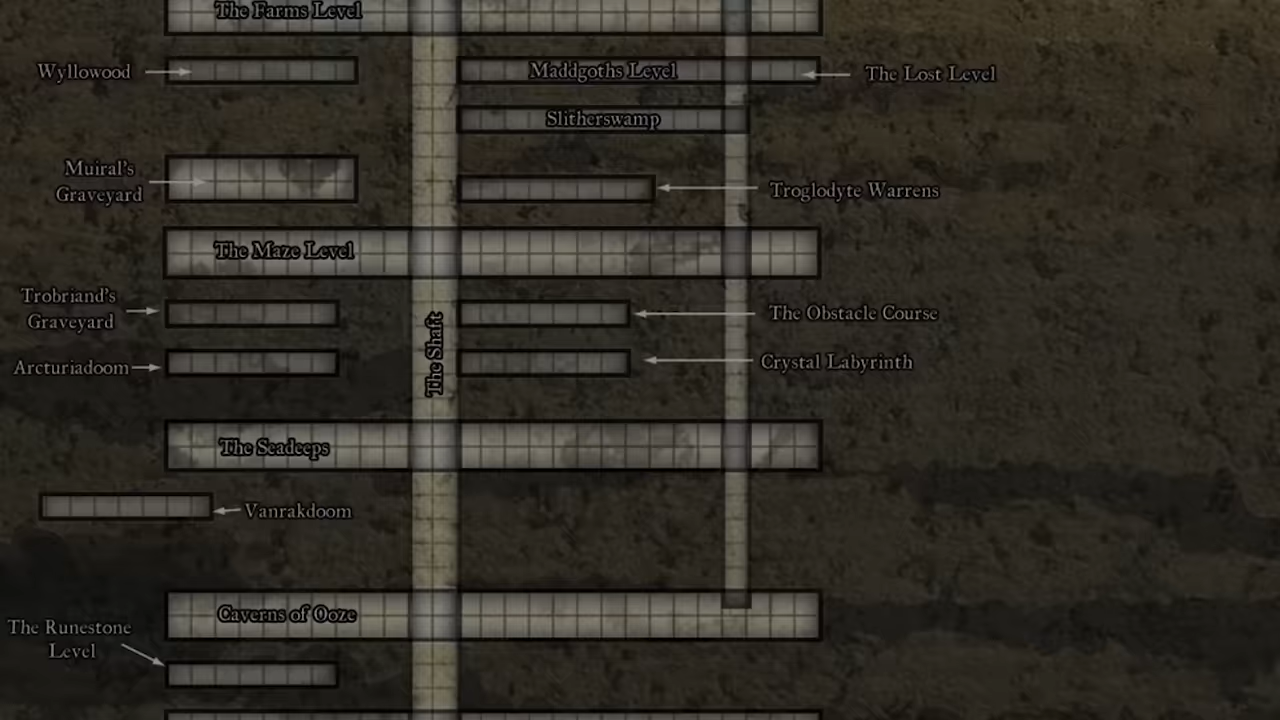 The Farms Level
Wyllowood
Maddgoths Level
The Lost Level
Slitherswamp
Muiral's
Graveyard
Troglodyte Warrens
The Maze Level
Trobriand's
Graveyard
The Obstacle Course
The Shaft
Arcturiadoom
Crystal Labyrinth
The Seadeeps
Vanrakdoom
Caverns of Ooze
The Runestone
Level